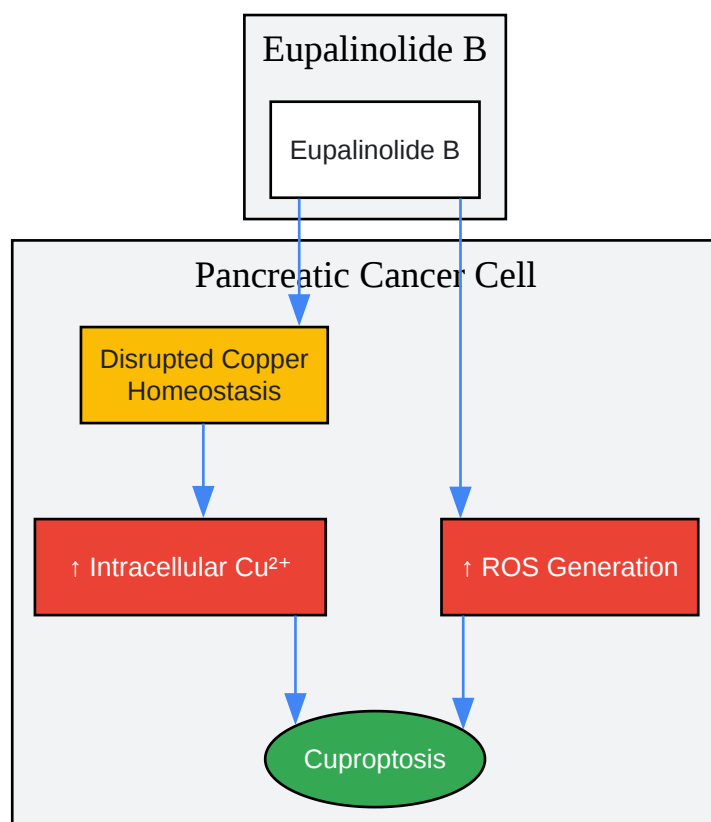 Eupalinolide B
Eupalinolide B
Pancreatic Cancer Cell
Disrupted Copper
Homeostasis
↑ Intracellular Cu²⁺
↑ ROS Generation
Cuproptosis